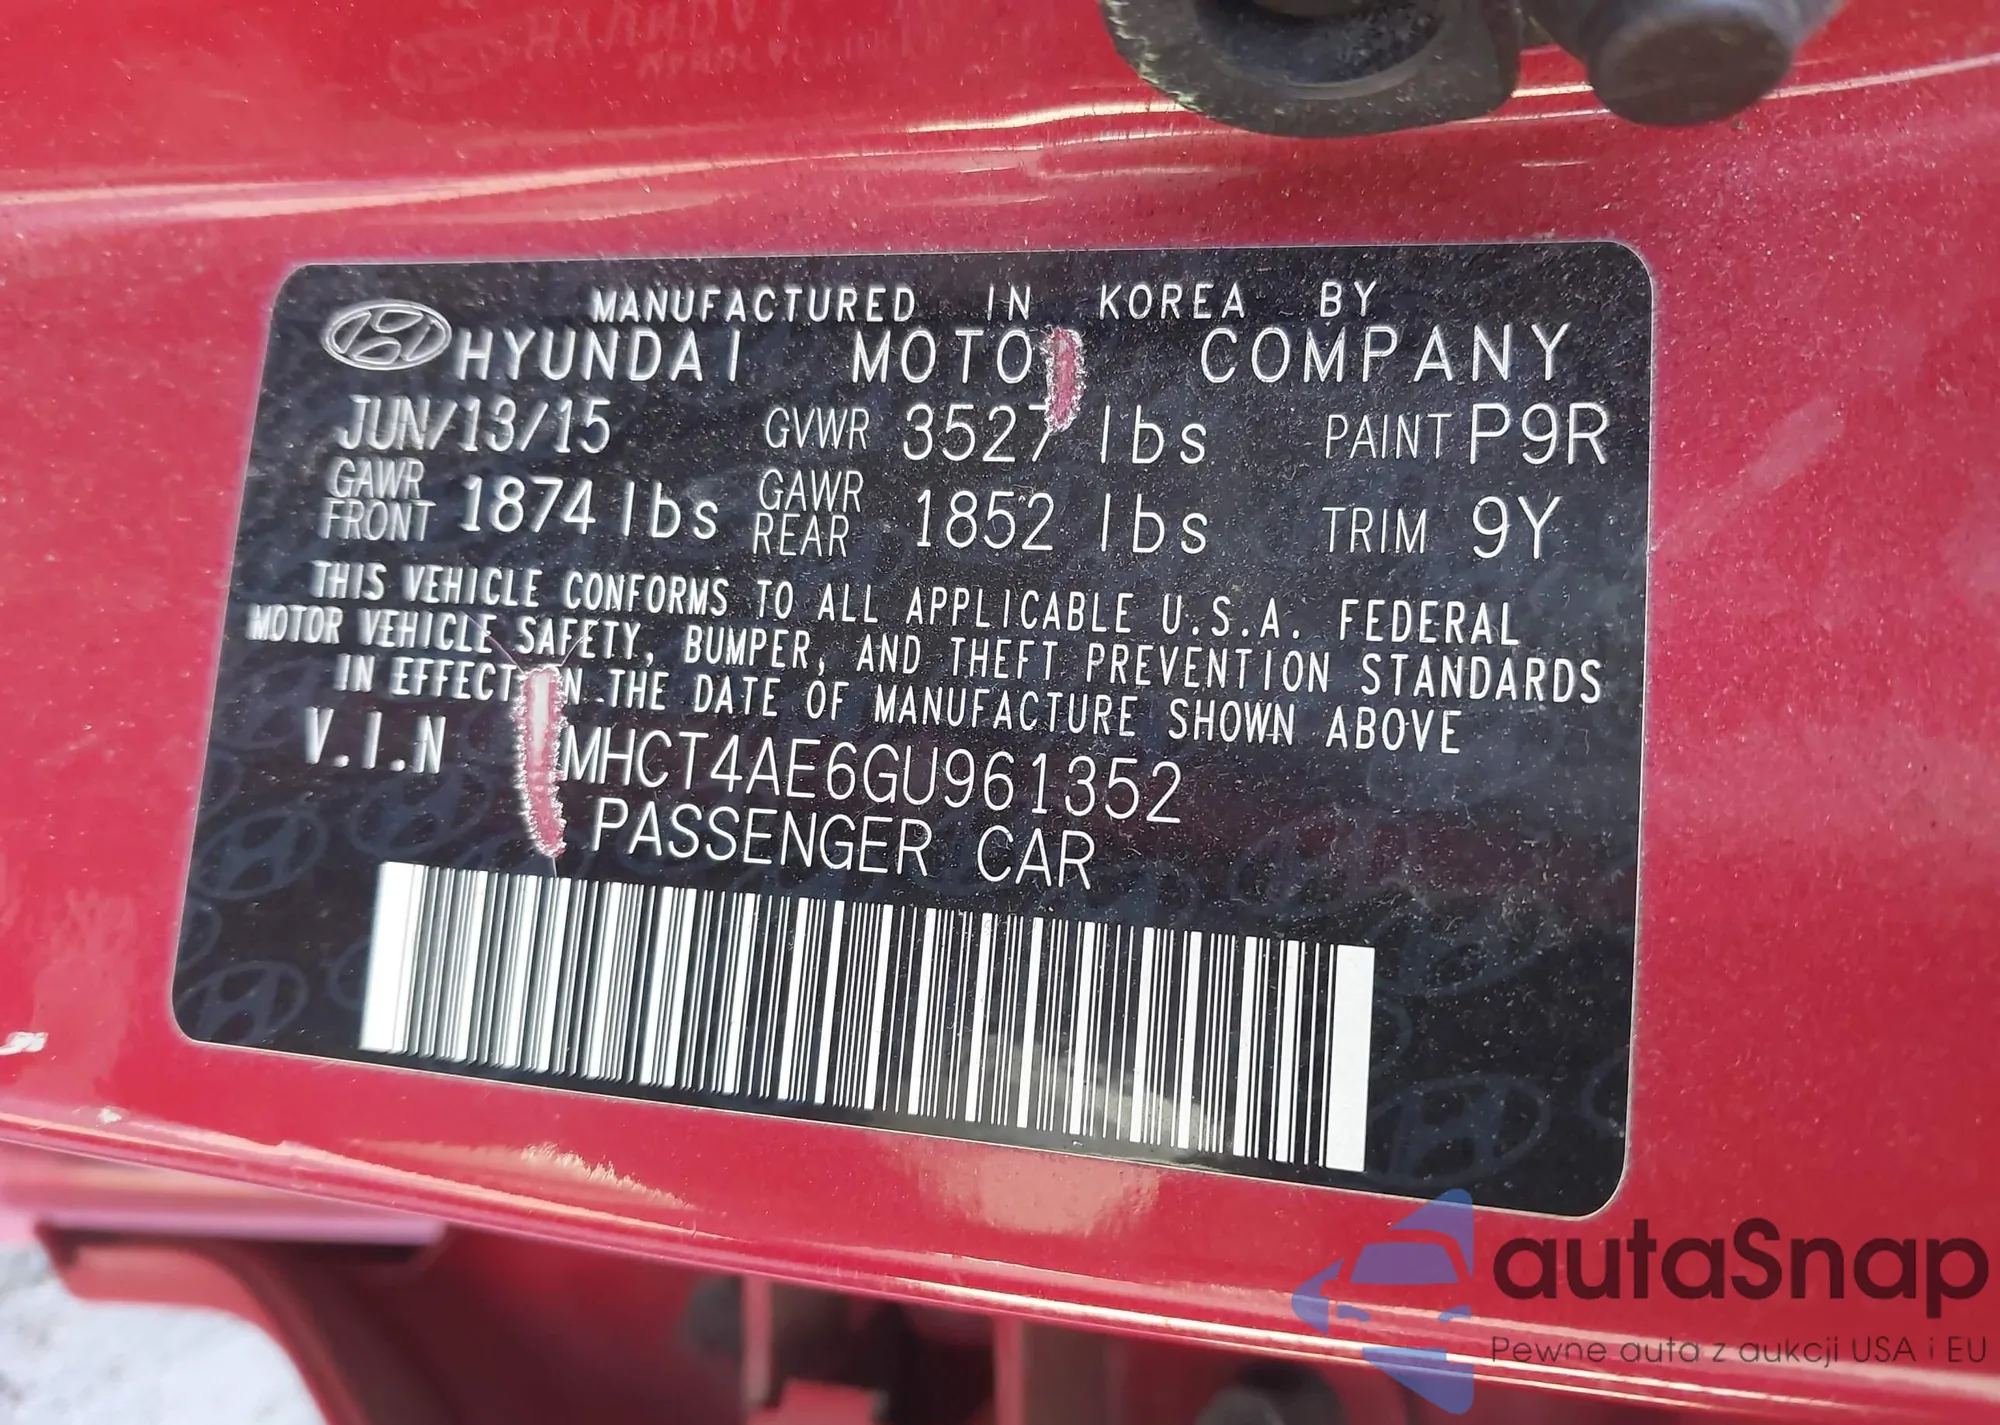 MANUFACTURED IN KOREA BY
HYUNDAI MOTO COMPANY
JUN/13/15 GVWR 3527 lbs PAINT P9R
GAWR FRONT 1874 lbs GAWR REAR 1852 lbs TRIM 9Y
THIS VEHICLE CONFORMS TO ALL APPLICABLE U.S.A. FEDERAL
MOTOR VEHICLE SAFETY, BUMPER, AND THEFT PREVENTION STANDARDS
IN EFFECT N THE DATE OF MANUFACTURE SHOWN ABOVE
V.I.N MHCT4AE6GU961352
PASSENGER CAR
autaSnap
Pewne auta z aukcji USA i EU